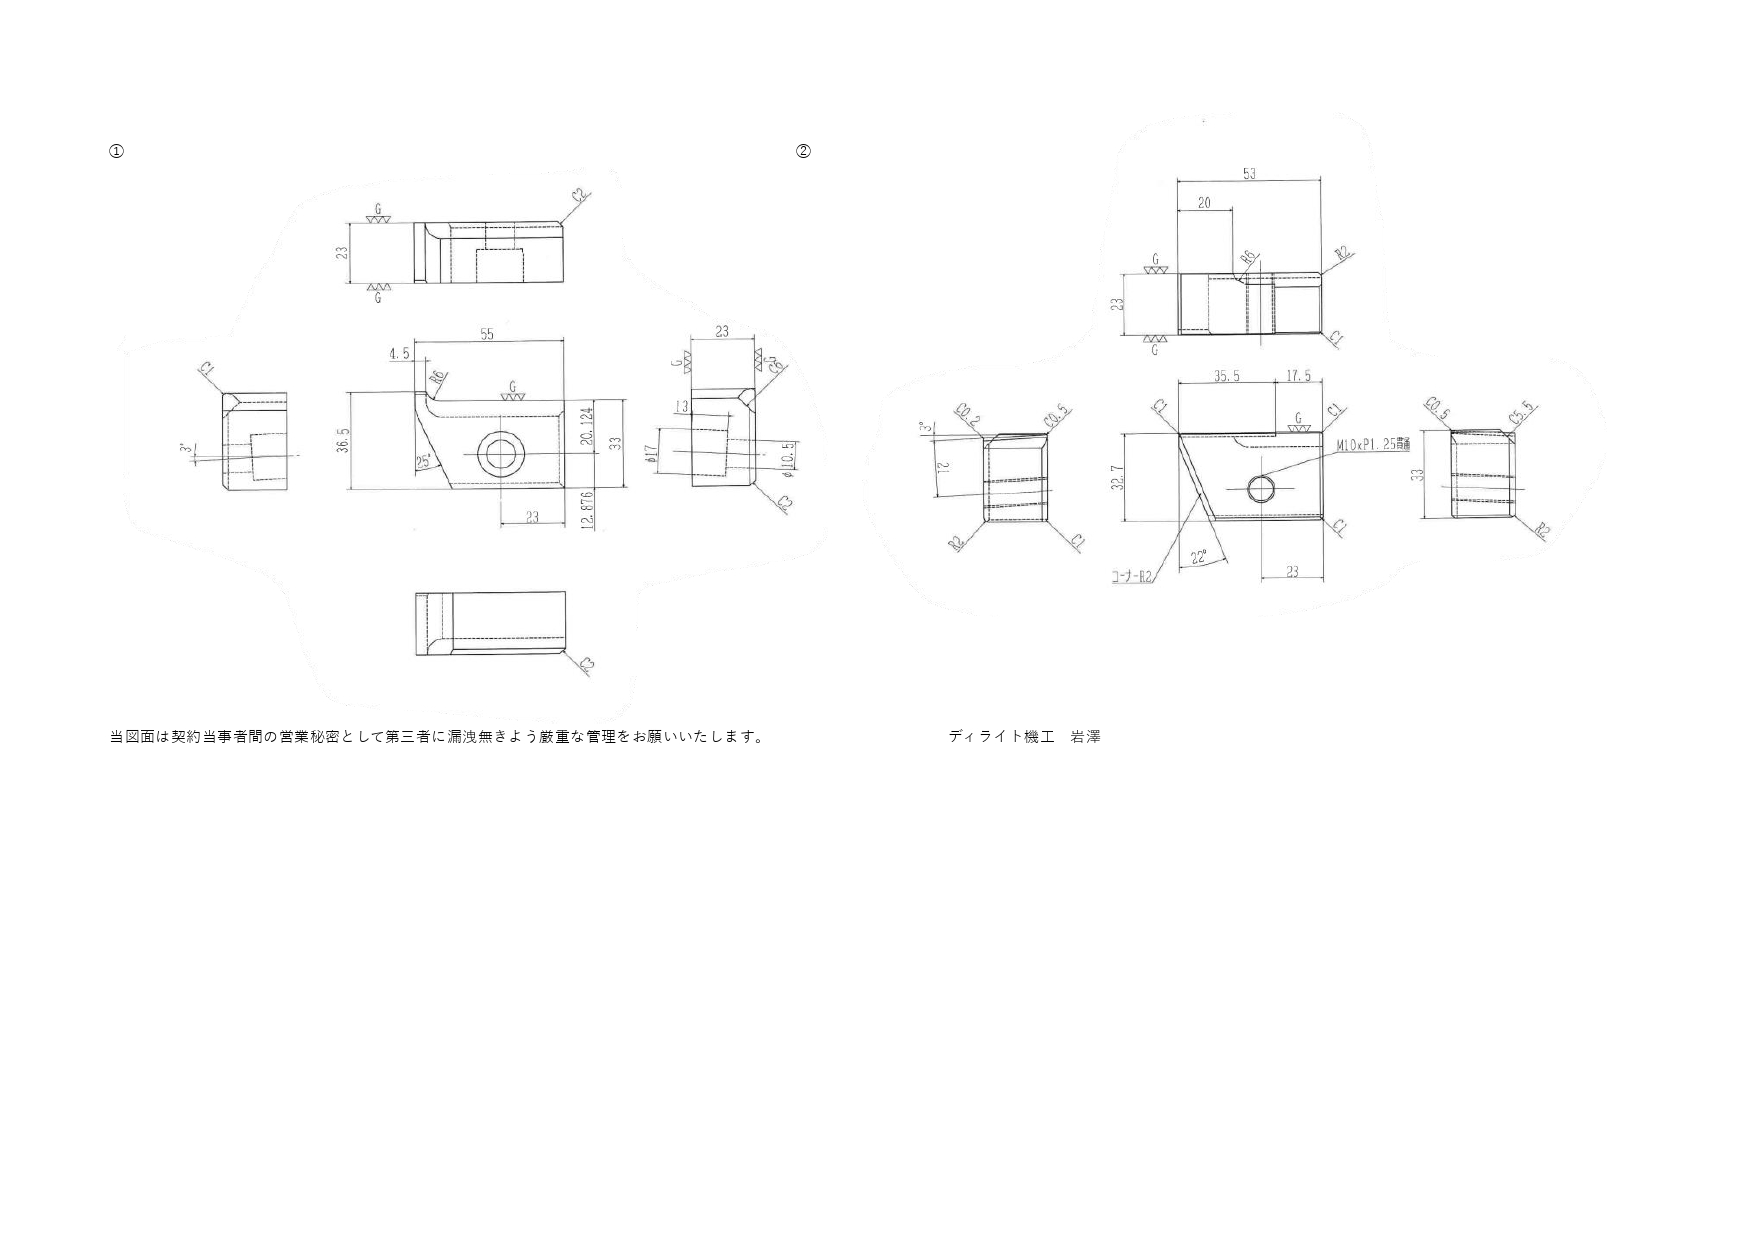 ①
②
C2
G
23
G
55
4.5
R6
G
36.5
25°
20.124
33
12.876
23
C1
3°
23
G
G
C6
13
φ17
φ10.5
C2
C2
53
20
R6
R2
G
23
G
C1
35.5
17.5
C1
G
C1
M10xP1.25貫通
32.7
22°
コーナーR2
23
C1
C0.2
C0.5
3°
21
R2
C1
C0.5
C5.5
33
R2
当図面は契約当事者間の営業秘密として第三者に漏洩無きよう厳重な管理をお願いいたします。
ディライト機工 岩澤